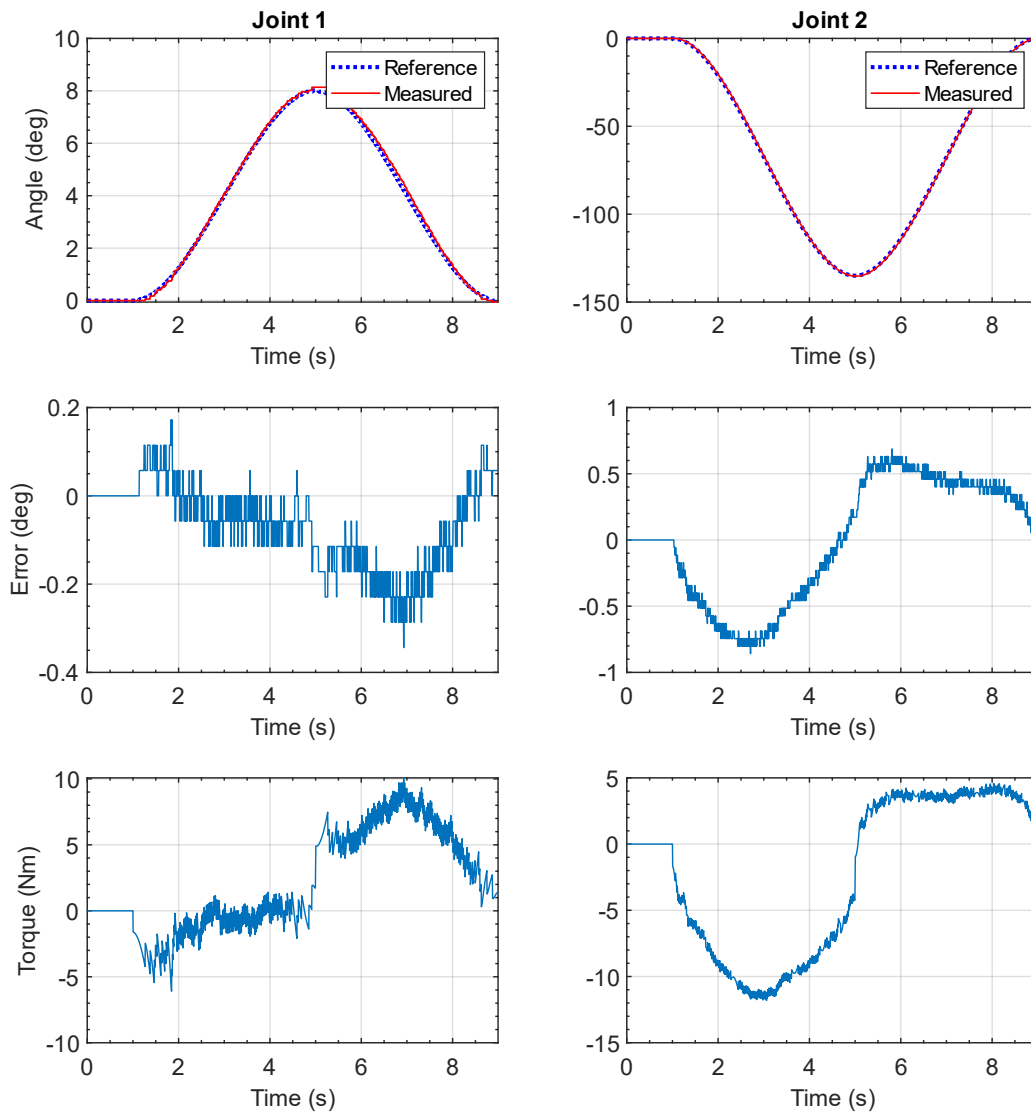 Joint 1
10
8
6
4
2
0
Angle (deg)
Reference
Measured
0 2 4 6 8
Time (s)
Joint 2
0
-50
-100
-150
Reference
Measured
0 2 4 6 8
Time (s)
0.2
0
-0.2
-0.4
Error (deg)
0 2 4 6 8
Time (s)
1
0.5
0
-0.5
-1
0 2 4 6 8
Time (s)
10
5
0
-5
-10
Torque (Nm)
0 2 4 6 8
Time (s)
5
0
-5
-10
-15
0 2 4 6 8
Time (s)